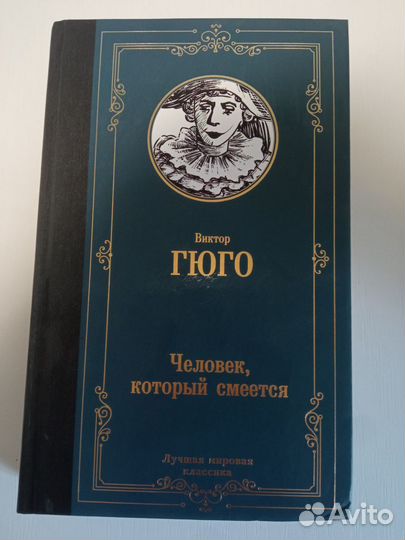 Виктор
ГЮГО
Человек,
который смеется
Лучшая мировая
классика
Avito